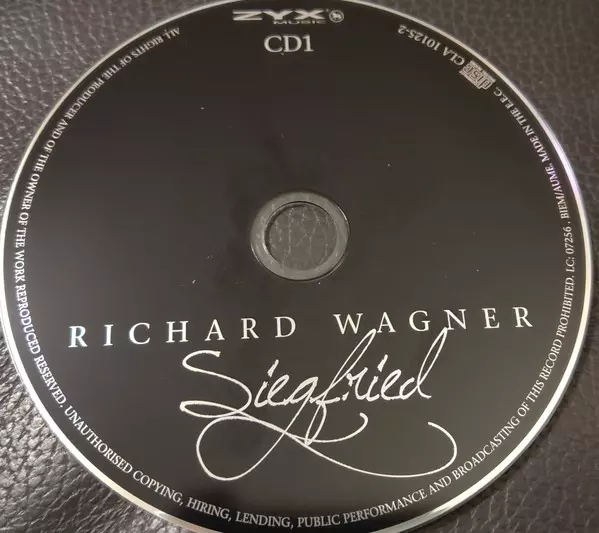 ZYX
MUSIC
CD1
CLA 10125-2
RICHARD WAGNER
Siegfried
ALL RIGHTS OF THE PRODUCER AND OF THE OWNER OF THE WORK REPRODUCED RESERVED. UNAUTHORISED COPYING, HIRING, LENDING, PUBLIC PERFORMANCE AND BROADCASTING OF THIS RECORD PROHIBITED. LC: 07256 . BIEM/AUME. MADE IN THE E.E.C.